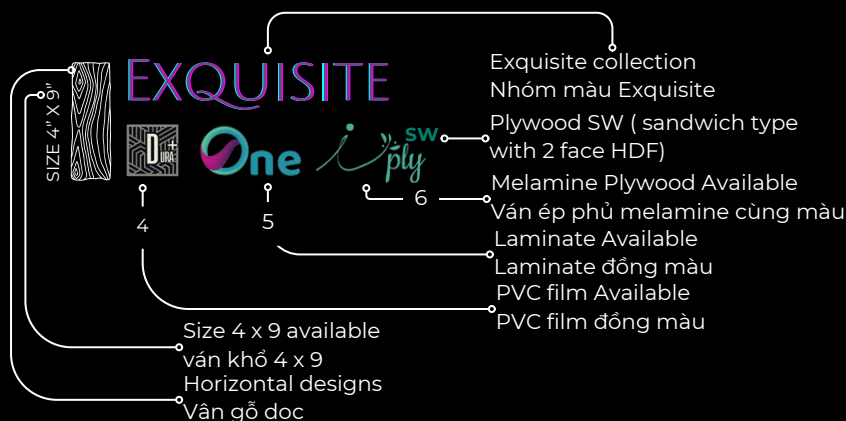 EXQUISITE
SIZE 4" X 9"
DURA+
One
i ply SW
4
5
6
Exquisite collection
Nhóm màu Exquisite
Plywood SW ( sandwich type
with 2 face HDF)
Melamine Plywood Available
Ván ép phủ melamine cùng màu
Laminate Available
Laminate đồng màu
PVC film Available
PVC film đồng màu
Size 4 x 9 available
ván khổ 4 x 9
Horizontal designs
Vân gỗ dọc